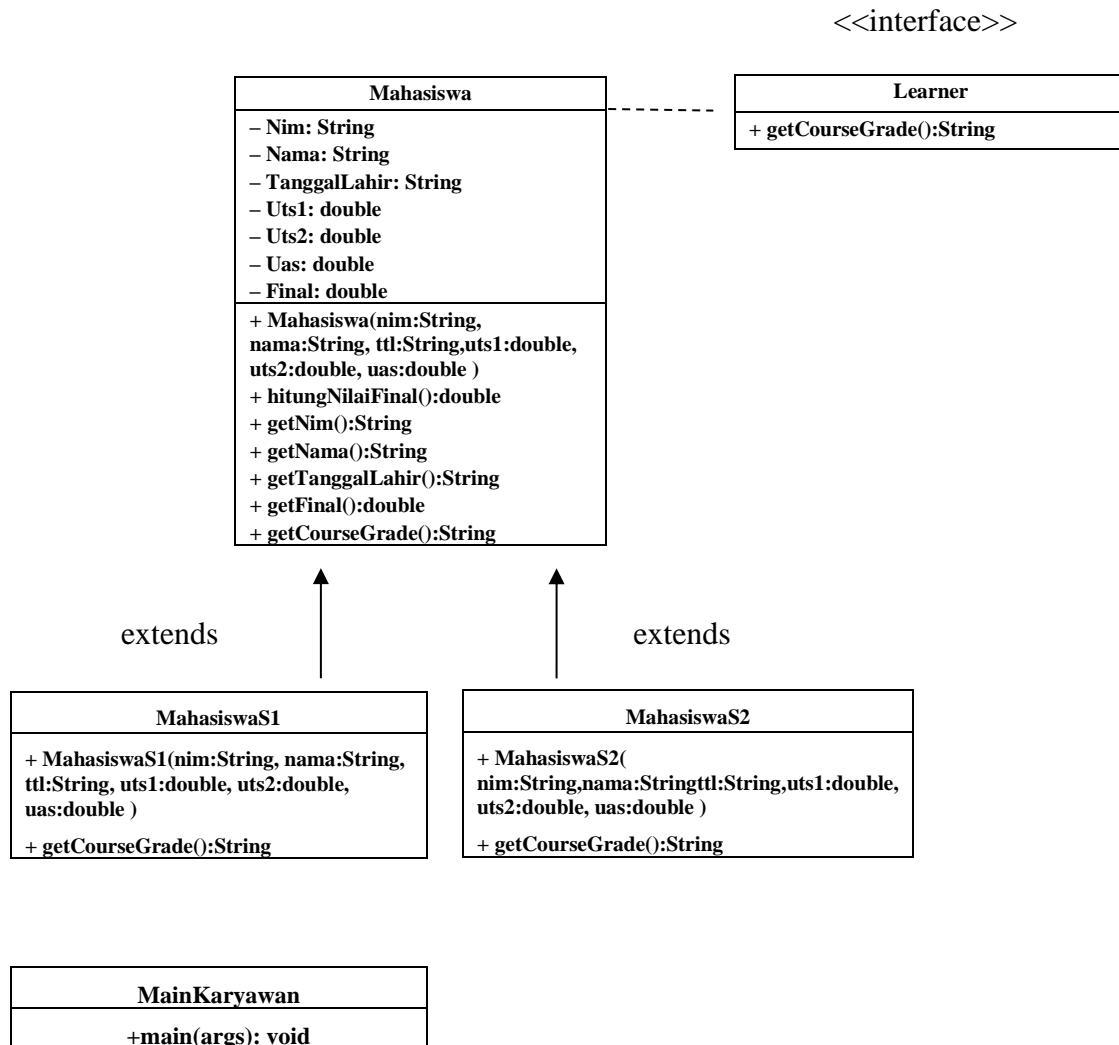 <<interface>>
Mahasiswa
– Nim: String
– Nama: String
– TanggalLahir: String
– Uts1: double
– Uts2: double
– Uas: double
– Final: double
+ Mahasiswa(nim:String,
nama:String, ttl:String,uts1:double,
uts2:double, uas:double )
+ hitungNilaiFinal():double
+ getNim():String
+ getNama():String
+ getTanggalLahir():String
+ getFinal():double
+ getCourseGrade():String
Learner
+ getCourseGrade():String
extends
extends
MahasiswaS1
+ MahasiswaS1(nim:String, nama:String,
ttl:String, uts1:double, uts2:double,
uas:double )
+ getCourseGrade():String
MahasiswaS2
+ MahasiswaS2(
nim:String,nama:Stringttl:String,uts1:double,
uts2:double, uas:double )
+ getCourseGrade():String
MainKaryawan
+main(args): void